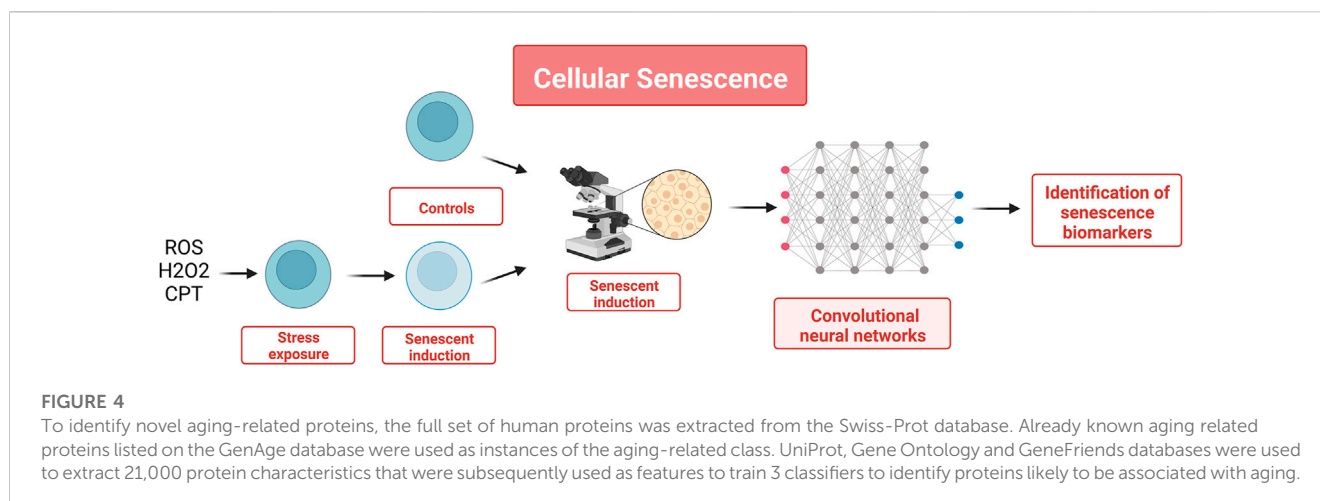 Cellular Senescence
Controls
ROS
H2O2
CPT
Stress
exposure
Senescent
induction
Senescent
induction
Convolutional
neural networks
Identification of
senescence
biomarkers
FIGURE 4
To identify novel aging-related proteins, the full set of human proteins was extracted from the Swiss-Prot database. Already known aging related
proteins listed on the GenAge database were used as instances of the aging-related class. UniProt, Gene Ontology and GeneFriends databases were used
to extract 21,000 protein characteristics that were subsequently used as features to train 3 classifiers to identify proteins likely to be associated with aging.